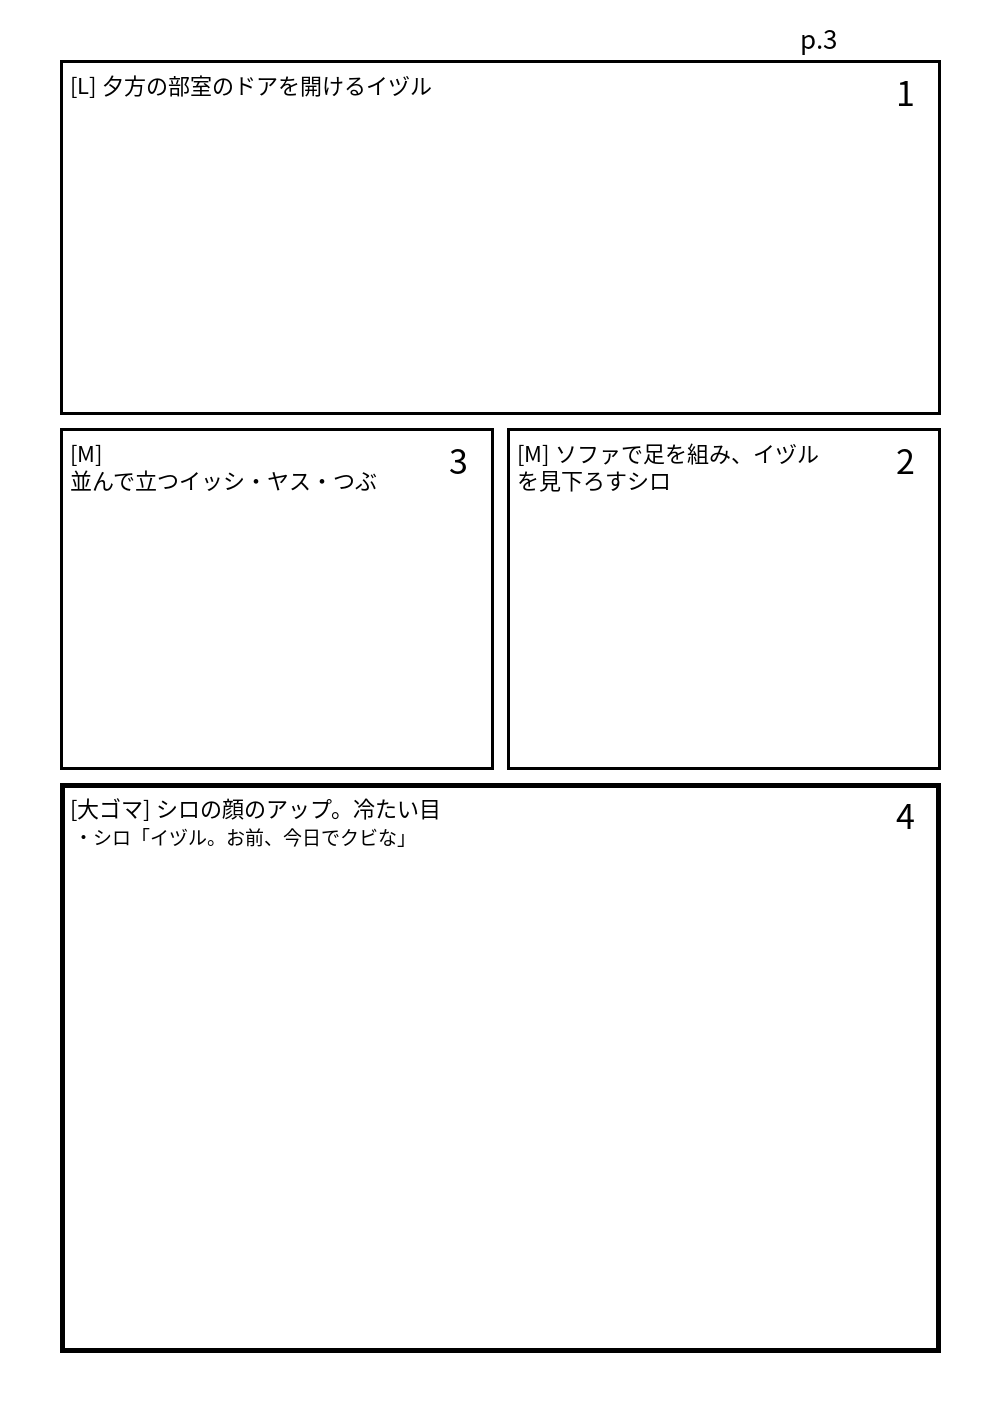 p.3
[L] 夕方の部室のドアを開けるイヅル
1
[M] ソファで足を組み、イヅル
を見下ろすシロ
2
[M]
並んで立つイッシ・ヤス・つぶ
3
[大ゴマ] シロの顔のアップ。冷たい目
・シロ「イヅル。お前、今日でクビな」
4